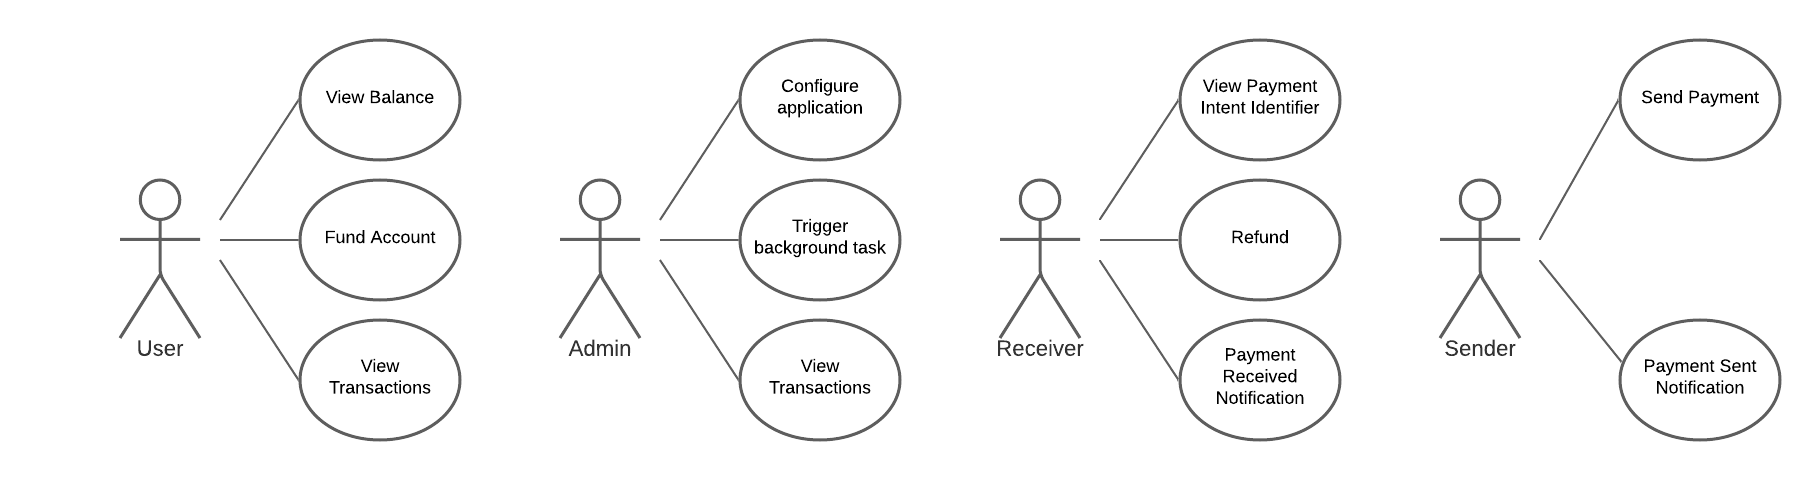 View Balance
Fund Account
View
Transactions
User
Configure
application
Trigger
background task
View
Transactions
Admin
View Payment
Intent Identifier
Refund
Payment
Received
Notification
Receiver
Send Payment
Payment Sent
Notification
Sender